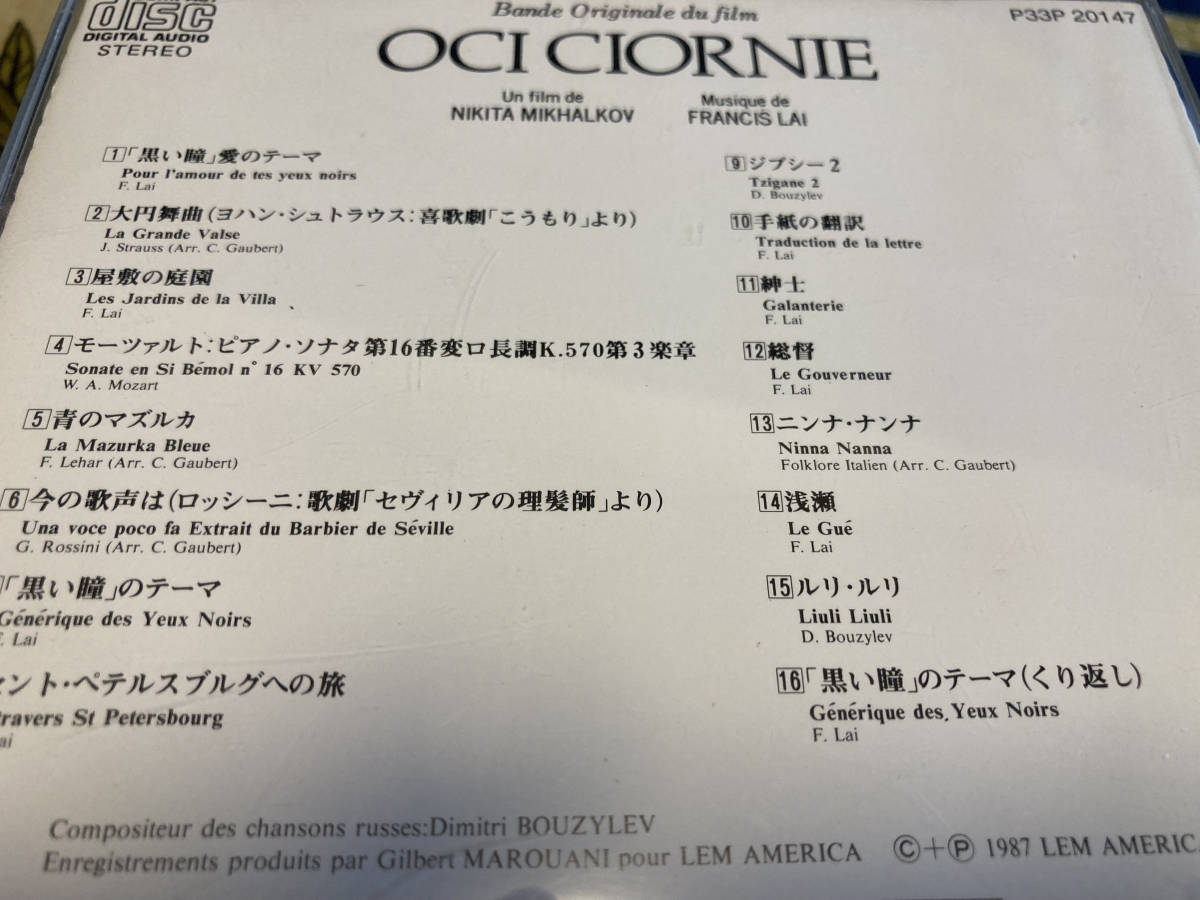 disc
DIGITAL AUDIO
STEREO
Bande Originale du film
P33P 20147
OCI CIORNIE
Un film de
NIKITA MIKHALKOV
Musique de
FRANCIS LAI
1「黒い瞳」愛のテーマ
Pour l'amour de tes yeux noirs
F. Lai
2 大円舞曲(ヨハン・シュトラウス:喜歌劇「こうもり」より)
La Grande Valse
J. Strauss (Arr. C. Gaubert)
3 屋敷の庭園
Les Jardins de la Villa
F. Lai
4 モーツァルト:ピアノ・ソナタ第16番変ロ長調K.570第3楽章
Sonate en Si Bémol n° 16 KV 570
W. A. Mozart
5 青のマズルカ
La Mazurka Bleue
F. Lehar (Arr. C. Gaubert)
6 今の歌声は(ロッシーニ:歌劇「セヴィリアの理髪師」より)
Una voce poco fa Extrait du Barbier de Séville
G. Rossini (Arr. C. Gaubert)
「黒い瞳」のテーマ
Générique des Yeux Noirs
F. Lai
セント・ペテルスブルグへの旅
travers St Petersbourg
Lai
9 ジプシー2
Tzigane 2
D. Bouzylev
10 手紙の翻訳
Traduction de la lettre
F. Lai
11 紳士
Galanterie
F. Lai
12 総督
Le Gouverneur
F. Lai
13 ニンナ・ナンナ
Ninna Nanna
Folklore Italien (Arr. C. Gaubert)
14 浅瀬
Le Gué
F. Lai
15 ルリ・ルリ
Liuli Liuli
D. Bouzylev
16「黒い瞳」のテーマ(くり返し)
Générique des Yeux Noirs
F. Lai
Compositeur des chansons russes:Dimitri BOUZYLEV
Enregistrements produits par Gilbert MAROUANI pour LEM AMERICA
©+℗ 1987 LEM AMERIC